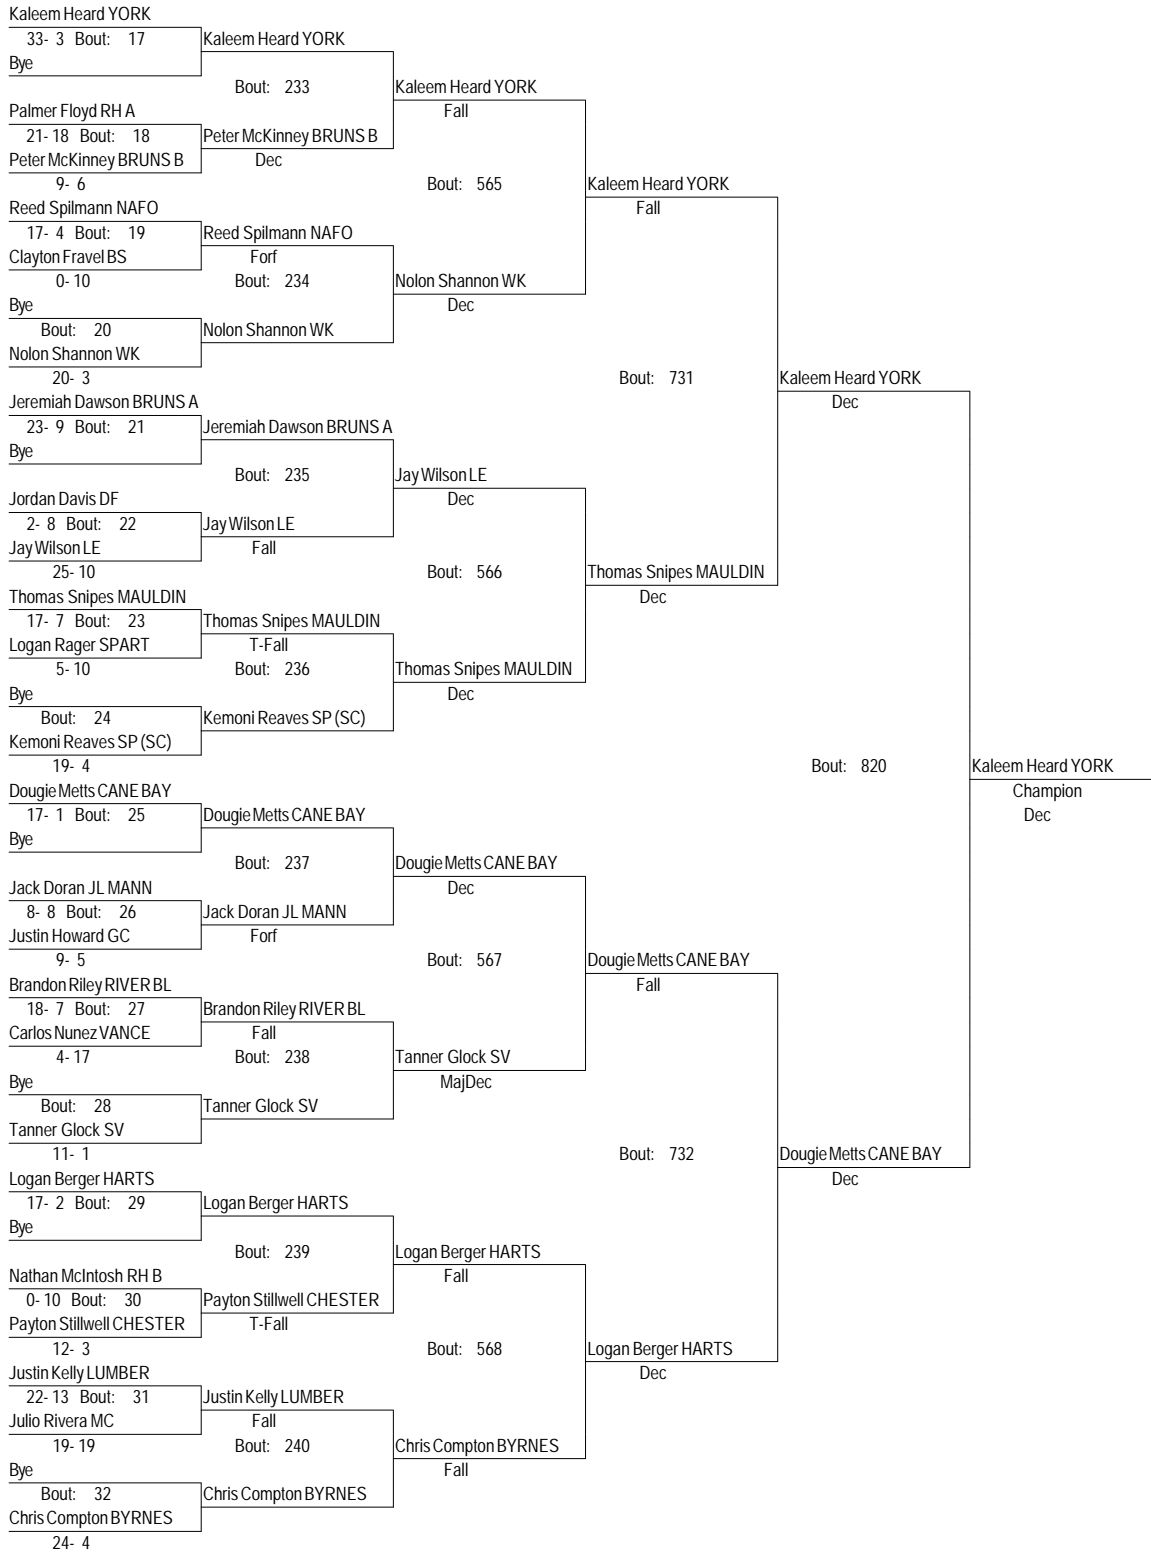 Kaleem Heard YORK
33- 3 Bout: 17 Kaleem Heard YORK
Bye
Bout: 233 Kaleem Heard YORK
Palmer Floyd RH A Fall
21- 18 Bout: 18 Peter McKinney BRUNS B
Peter McKinney BRUNS B Dec
9- 6 Bout: 565 Kaleem Heard YORK
Reed Spilmann NAFO Fall
17- 4 Bout: 19 Reed Spilmann NAFO
Clayton Fravel BS Forf
0- 10 Bout: 234 Nolon Shannon WK
Bye Dec
Bout: 20 Nolon Shannon WK
Nolon Shannon WK
20- 3 Bout: 731 Kaleem Heard YORK
Jeremiah Dawson BRUNS A Dec
23- 9 Bout: 21 Jeremiah Dawson BRUNS A
Bye
Bout: 235 Jay Wilson LE
Jordan Davis DF Dec
2- 8 Bout: 22 Jay Wilson LE
Jay Wilson LE Fall
25- 10 Bout: 566 Thomas Snipes MAULDIN
Thomas Snipes MAULDIN Dec
17- 7 Bout: 23 Thomas Snipes MAULDIN
Logan Rager SPART T-Fall
5- 10 Bout: 236 Thomas Snipes MAULDIN
Bye Dec
Bout: 24 Kemoni Reaves SP (SC)
Kemoni Reaves SP (SC)
19- 4 Bout: 820 Kaleem Heard YORK
Dougie Metts CANE BAY Champion
17- 1 Bout: 25 Dougie Metts CANE BAY Dec
Bye
Bout: 237 Dougie Metts CANE BAY
Jack Doran JL MANN Dec
8- 8 Bout: 26 Jack Doran JL MANN
Justin Howard GC Forf
9- 5 Bout: 567 Dougie Metts CANE BAY
Brandon Riley RIVER BL Fall
18- 7 Bout: 27 Brandon Riley RIVER BL
Carlos Nunez VANCE Fall
4- 17 Bout: 238 Tanner Glock SV
Bye MajDec
Bout: 28 Tanner Glock SV
Tanner Glock SV
11- 1 Bout: 732 Dougie Metts CANE BAY
Logan Berger HARTS Dec
17- 2 Bout: 29 Logan Berger HARTS
Bye
Bout: 239 Logan Berger HARTS
Nathan McIntosh RH B Fall
0- 10 Bout: 30 Payton Stillwell CHESTER
Payton Stillwell CHESTER T-Fall
12- 3 Bout: 568 Logan Berger HARTS
Justin Kelly LUMBER Dec
22- 13 Bout: 31 Justin Kelly LUMBER
Julio Rivera MC Fall
19- 19 Bout: 240 Chris Compton BYRNES
Bye Fall
Bout: 32 Chris Compton BYRNES
Chris Compton BYRNES
24- 4